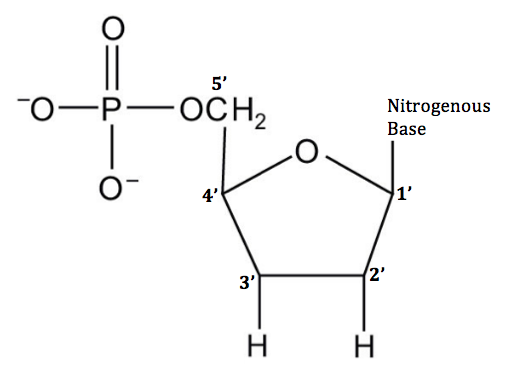 O
5'
⁻O P OCH₂
Nitrogenous
Base
O⁻
O
4'
1'
3'
2'
H
H